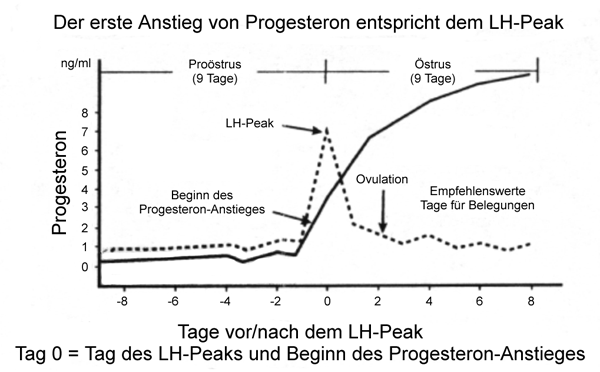 Der erste Anstieg von Progesteron entspricht dem LH-Peak
ng/ml
Proöstrus
(9 Tage)
Östrus
(9 Tage)
8
7
6
5
4
3
2
1
0
Progesteron
LH-Peak
Beginn des
Progesteron-Anstieges
Ovulation
Empfehlenswerte
Tage für Belegungen
-8 -6 -4 -2 0 2 4 6 8
Tage vor/nach dem LH-Peak
Tag 0 = Tag des LH-Peaks und Beginn des Progesteron-Anstieges